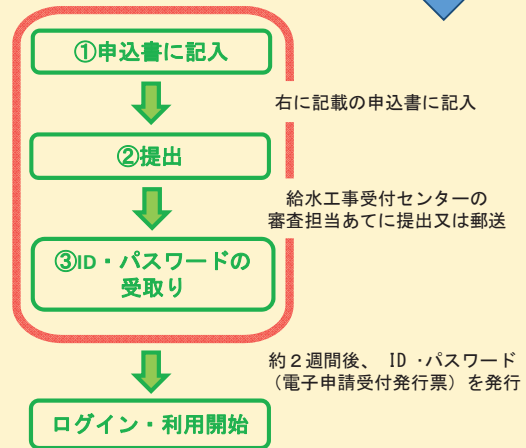 ①申込書に記入
右に記載の申込書に記入
②提出
給水工事受付センターの
審査担当あてに提出又は郵送
③ID・パスワードの
受取り
約２週間後、 ID ・パスワード
（電子申請受付発行票）を発行
ログイン・利用開始